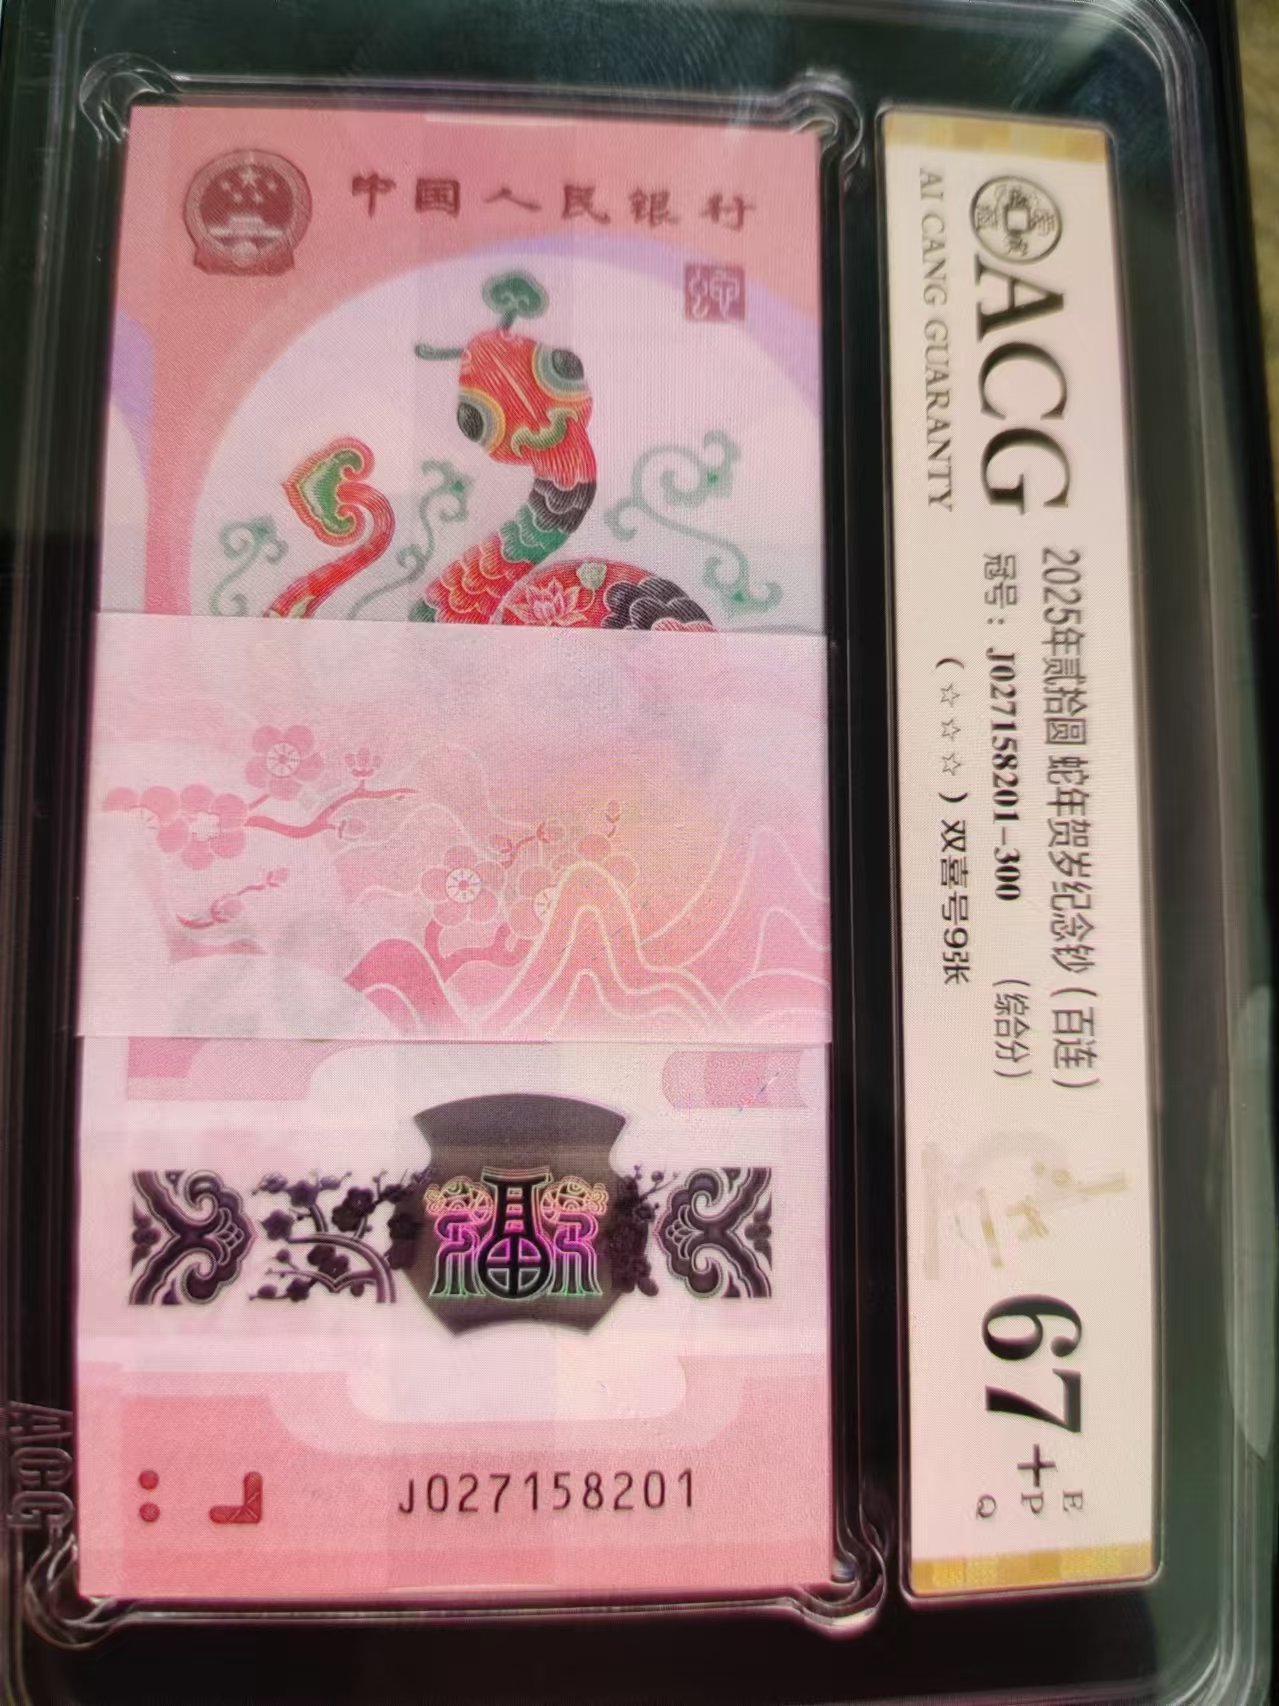 中国人民银行
J027158201
ACG
AI CANG GUARANTY
2025年贰拾圆 蛇年贺岁纪念钞（百连）
冠号：J027158201-300 （综合分）
（☆☆☆）双喜号9张
67+
E
P
Q
ACG